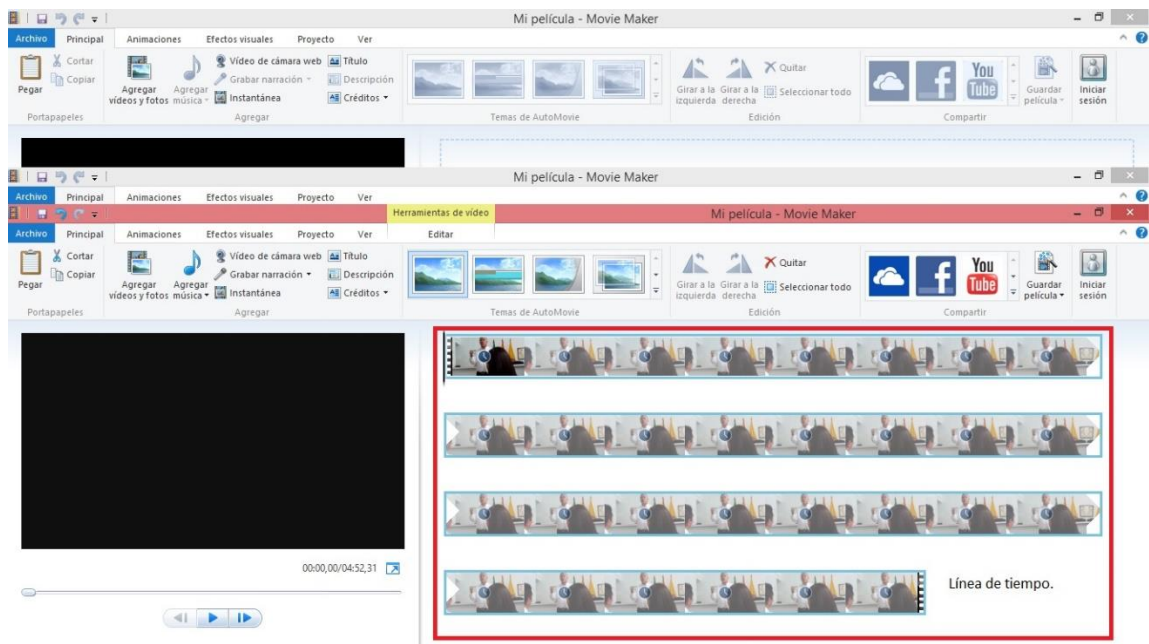 Mi película - Movie Maker
Archivo Principal Animaciones Efectos visuales Proyecto Ver
Pegar
Cortar
Copiar
Portapapeles
Agregar vídeos y fotos
Agregar música
Vídeo de cámara web
Grabar narración
Instantánea
Título
Descripción
Créditos
Agregar
Temas de AutoMovie
Girar a la izquierda
Girar a la derecha
Quitar
Seleccionar todo
Edición
You Tube
Compartir
Guardar película
Iniciar sesión
Mi película - Movie Maker
Archivo Principal Animaciones Efectos visuales Proyecto Ver
Herramientas de vídeo
Mi película - Movie Maker
Archivo Principal Animaciones Efectos visuales Proyecto Ver Editar
Pegar
Cortar
Copiar
Portapapeles
Agregar vídeos y fotos
Agregar música
Vídeo de cámara web
Grabar narración
Instantánea
Título
Descripción
Créditos
Agregar
Temas de AutoMovie
Girar a la izquierda
Girar a la derecha
Quitar
Seleccionar todo
Edición
You Tube
Compartir
Guardar película
Iniciar sesión
00:00,00/04:52,31
Línea de tiempo.